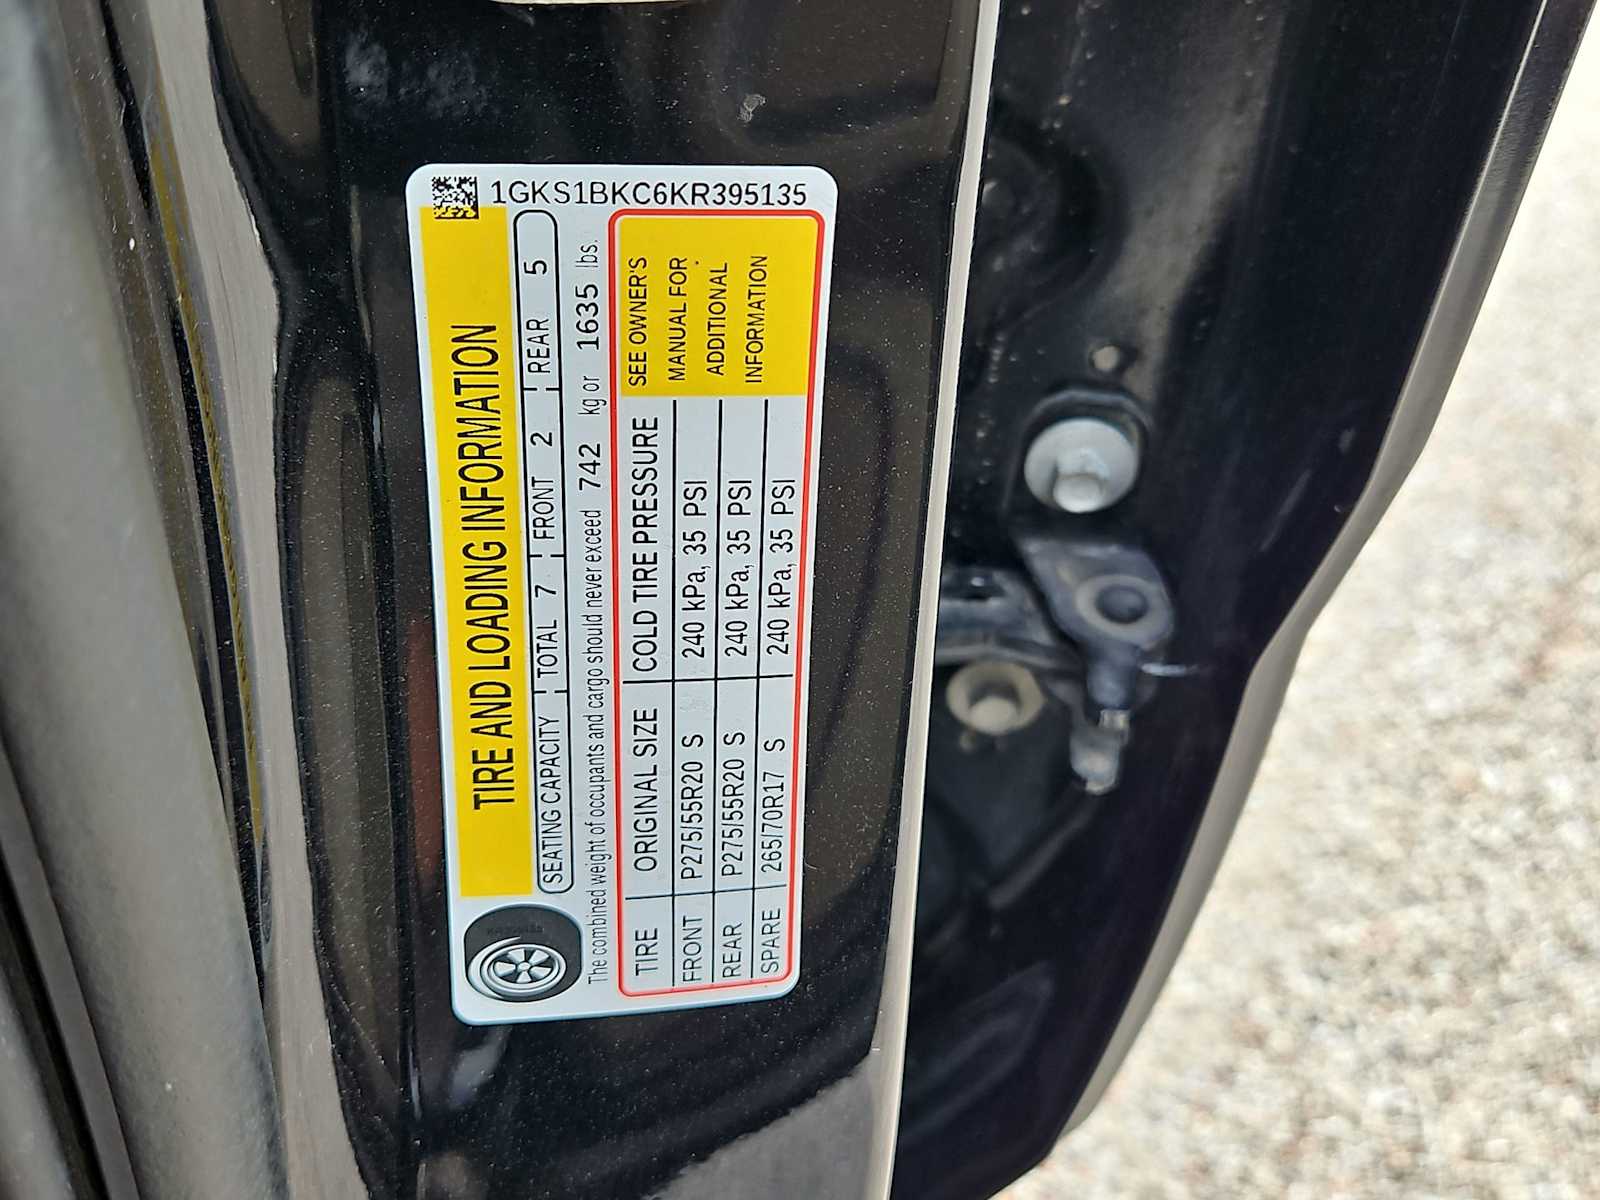 1GKS1BKC6KR395135
TIRE AND LOADING INFORMATION
SEATING CAPACITY TOTAL 7 FRONT 2 REAR 5
The combined weight of occupants and cargo should never exceed 742 kg or 1635 lbs.
TIRE ORIGINAL SIZE COLD TIRE PRESSURE
FRONT P275/55R20 S 240 kPa, 35 PSI
REAR P275/55R20 S 240 kPa, 35 PSI
SPARE 265/70R17 S 240 kPa, 35 PSI
SEE OWNER'S
MANUAL FOR
ADDITIONAL
INFORMATION